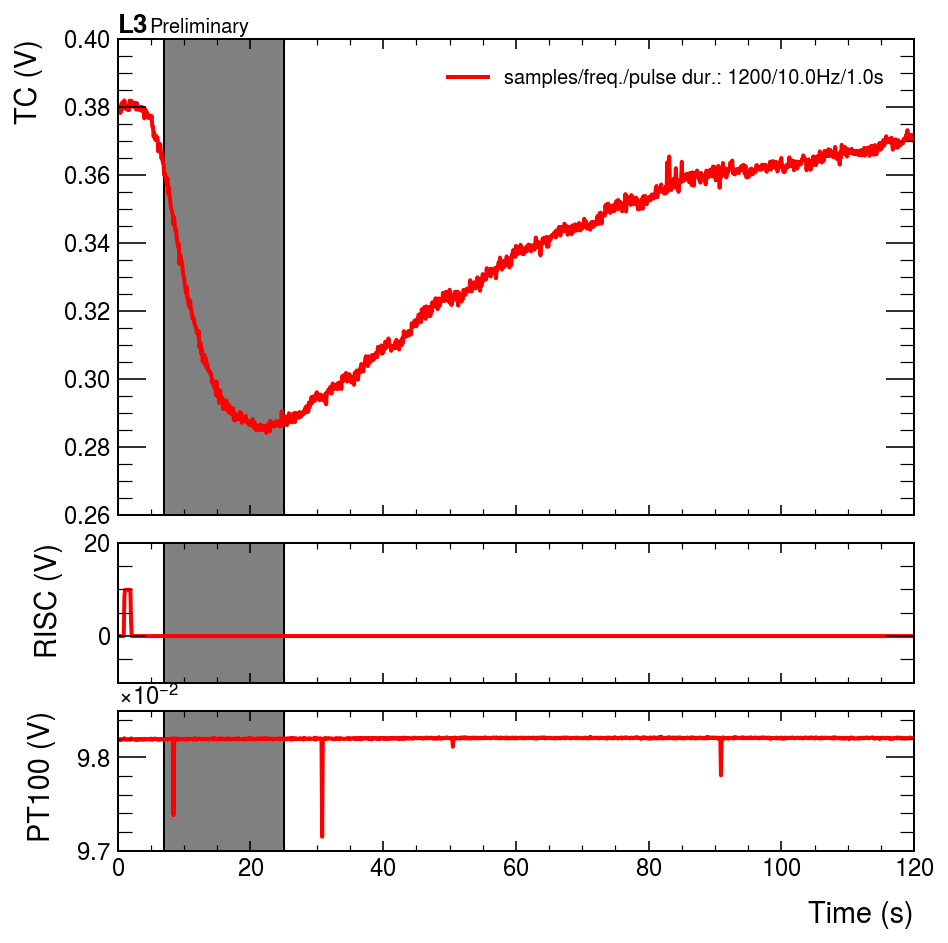 L3 Preliminary
TC (V)
0.40
0.38
0.36
0.34
0.32
0.30
0.28
0.26
samples/freq./pulse dur.: 1200/10.0Hz/1.0s
RISC (V)
20
0
×10⁻²
PT100 (V)
9.8
9.7
0 20 40 60 80 100 120
Time (s)